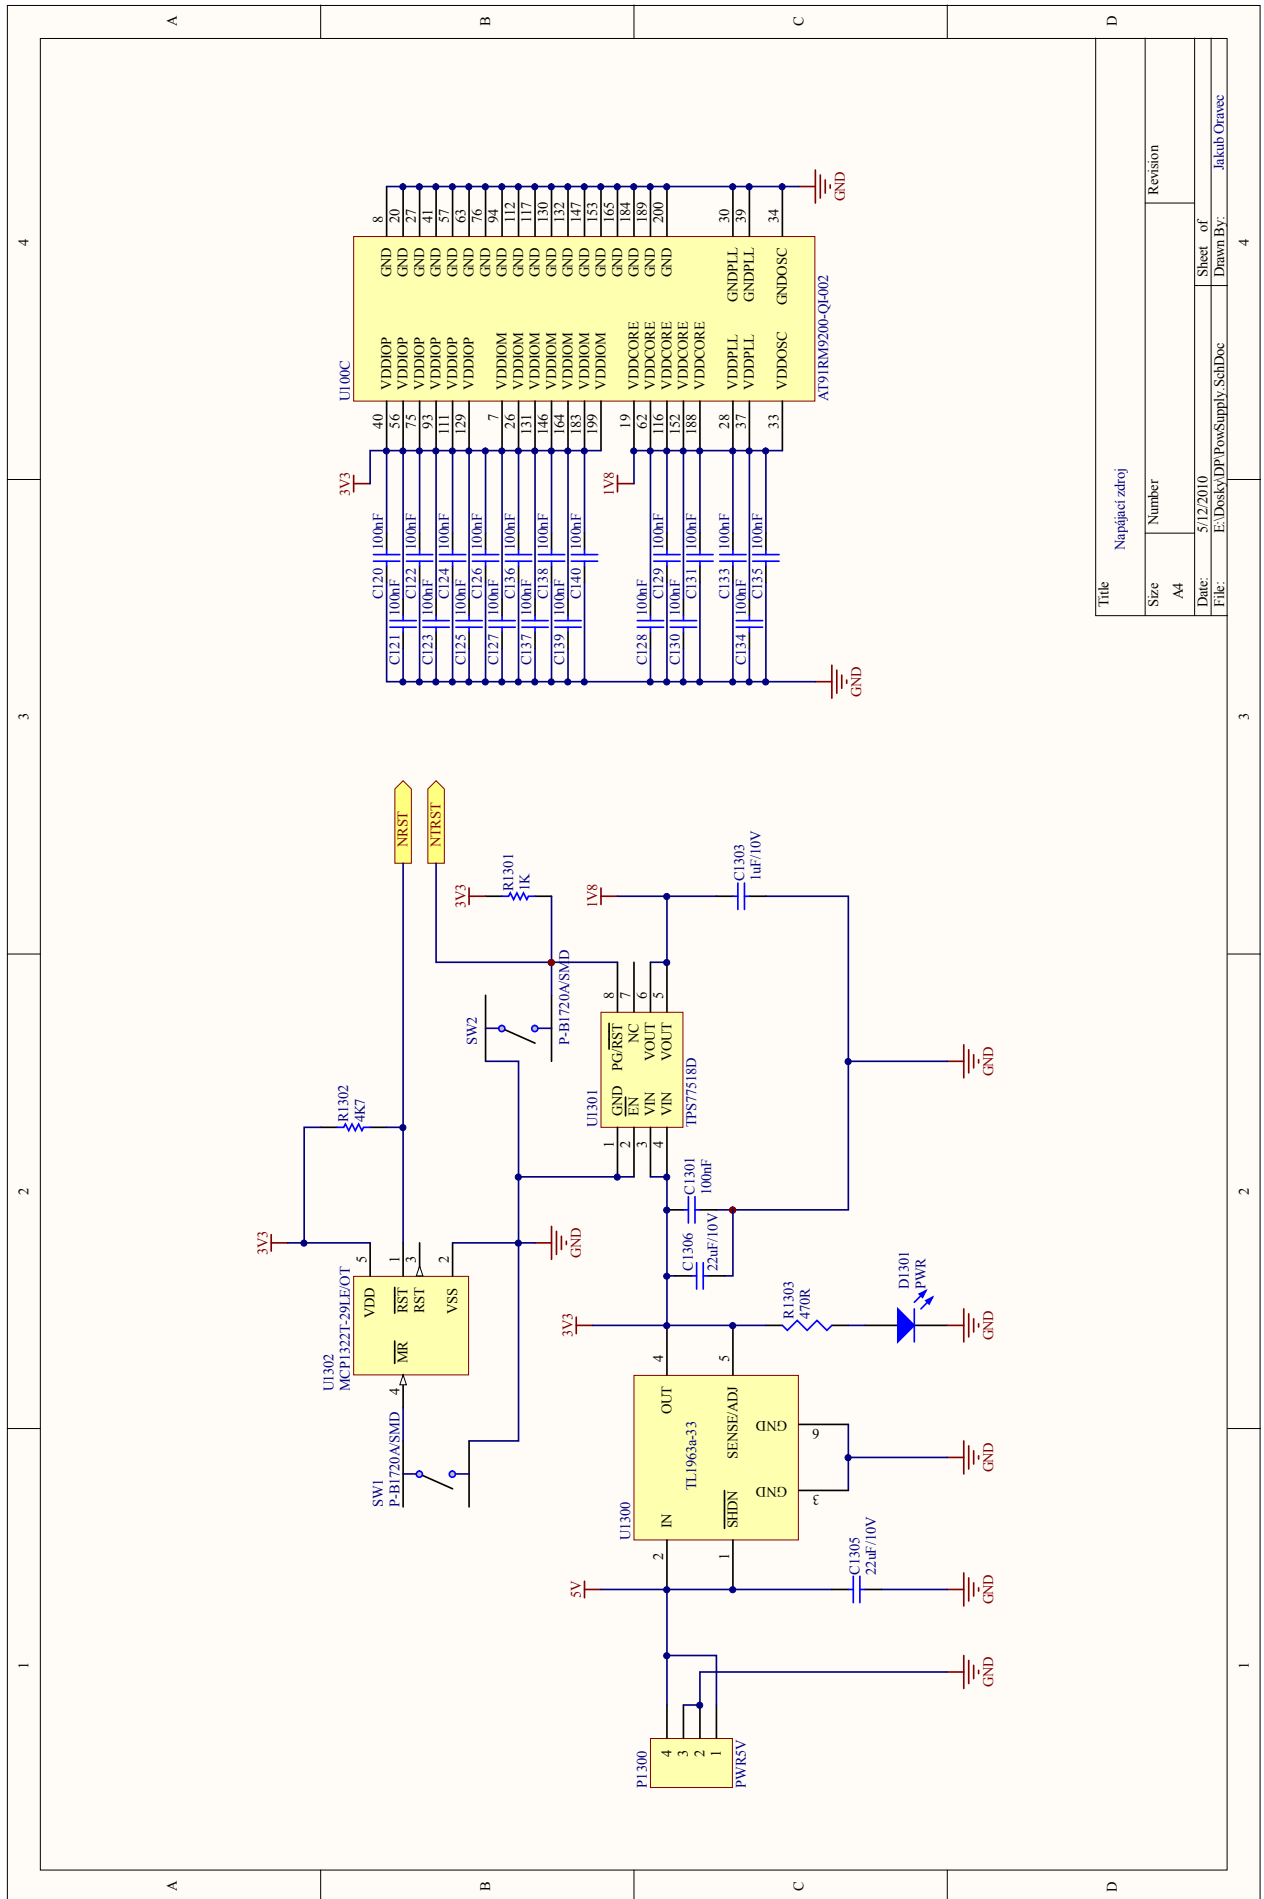 1
2
3
4
A
B
C
D
P1300
4
3
2
1
PWR5V
5V
GND
C1305
22uF/10V
GND
U1300
2
IN
OUT
4
TL1963a-33
1
SHDN
SENSE/ADJ
5
GND
GND
3
6
GND
3V3
R1303
470R
D1301
PWR
GND
C1306
22uF/10V
C1301
100nF
SW1
P-B1720A/SMD
U1302
MCP1322T-29LE/OT
4
MR
VDD
5
RST
1
RST
3
VSS
2
3V3
GND
R1302
4K7
NRST
NTRST
SW2
P-B1720A/SMD
3V3
R1301
1K
U1301
1
GND
PG/RST
8
2
EN
NC
7
3
VIN
VOUT
6
4
VIN
VOUT
5
TPS77518D
1V8
C1303
1uF/10V
GND
3V3
C120
100nF
C121
100nF
C122
100nF
C123
100nF
C124
100nF
C125
100nF
C126
100nF
C127
100nF
C136
100nF
C137
100nF
C138
100nF
C139
100nF
C140
100nF
1V8
C128
100nF
C129
100nF
C130
100nF
C131
100nF
C133
100nF
C134
100nF
C135
100nF
GND
U100C
40
VDDIOP
GND
8
56
VDDIOP
GND
20
75
VDDIOP
GND
27
93
VDDIOP
GND
41
111
VDDIOP
GND
57
129
VDDIOP
GND
63
GND
76
7
VDDIOM
GND
94
26
VDDIOM
GND
112
131
VDDIOM
GND
117
146
VDDIOM
GND
130
164
VDDIOM
GND
132
183
VDDIOM
GND
147
199
VDDIOM
GND
153
GND
165
19
VDDCORE
GND
184
62
VDDCORE
GND
189
116
VDDCORE
GND
200
152
VDDCORE
188
VDDCORE
28
VDDPLL
GNDPLL
30
37
VDDPLL
GNDPLL
39
33
VDDOSC
GNDOSC
34
AT91RM9200-QI-002
GND
Title
Napájací zdroj
Size
Number
Revision
A4
Date:
5/12/2010
Sheet of
File:
E:\Dosky\DP\PowSupply.SchDoc
Drawn By:
Jakub Oravec
A
B
C
D
1
2
3
4